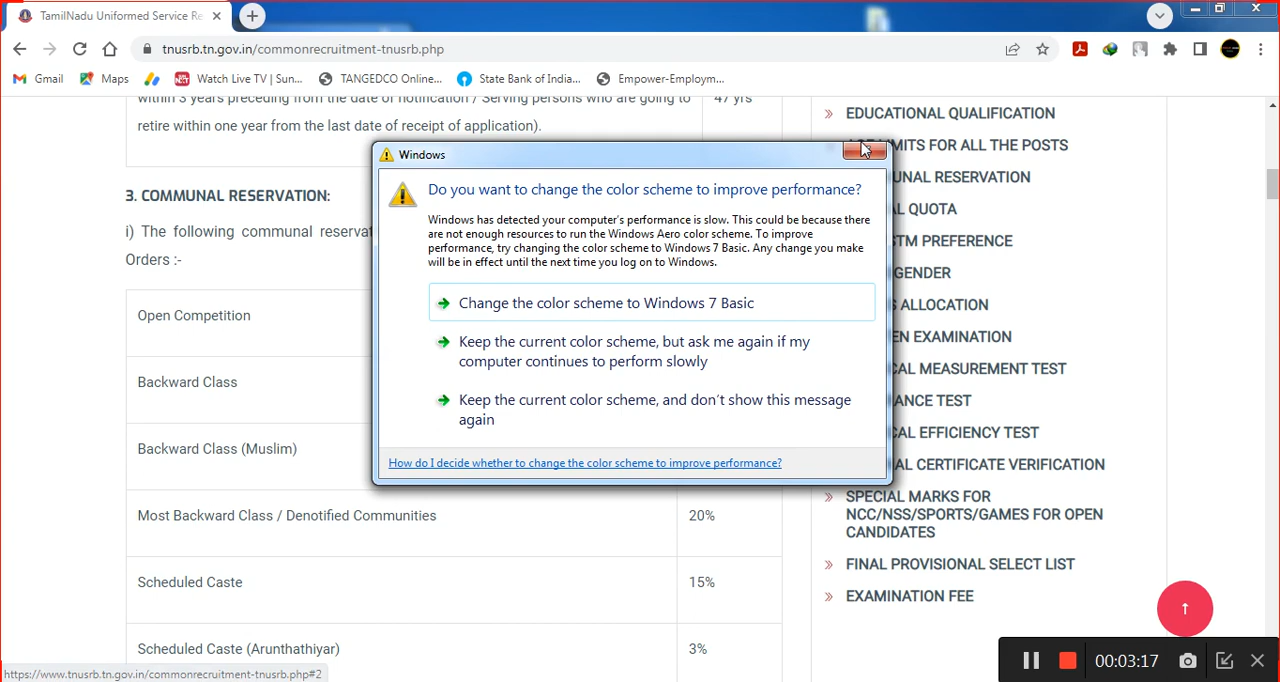 TamilNadu Uniformed Service Re
tnusrb.tn.gov.in/commonrecruitment-tnusrb.php
Gmail
Maps
Watch Live TV | Sun...
TANGEDCO Online...
State Bank of India...
Empower-Employm...
within 3 years preceding from the date of notification / Serving persons who are going to
retire within one year from the last date of receipt of application).
47 yrs
3. COMMUNAL RESERVATION:
i) The following communal reservat
Orders :-
Open Competition
Backward Class
Backward Class (Muslim)
Most Backward Class / Denotified Communities
20%
Scheduled Caste
15%
Scheduled Caste (Arunthathiyar)
3%
Windows
Do you want to change the color scheme to improve performance?
Windows has detected your computer's performance is slow. This could be because there
are not enough resources to run the Windows Aero color scheme. To improve
performance, try changing the color scheme to Windows 7 Basic. Any change you make
will be in effect until the next time you log on to Windows.
Change the color scheme to Windows 7 Basic
Keep the current color scheme, but ask me again if my
computer continues to perform slowly
Keep the current color scheme, and don't show this message
again
How do I decide whether to change the color scheme to improve performance?
EDUCATIONAL QUALIFICATION
LIMITS FOR ALL THE POSTS
RESERVATION
QUOTA
PREFERENCE
GENDER
ALLOCATION
EXAMINATION
MEASUREMENT TEST
TEST
EFFICIENCY TEST
CERTIFICATE VERIFICATION
SPECIAL MARKS FOR
NCC/NSS/SPORTS/GAMES FOR OPEN
CANDIDATES
FINAL PROVISIONAL SELECT LIST
EXAMINATION FEE
00:03:17
https://www.tnusrb.tn.gov.in/commonrecruitment-tnusrb.php#2